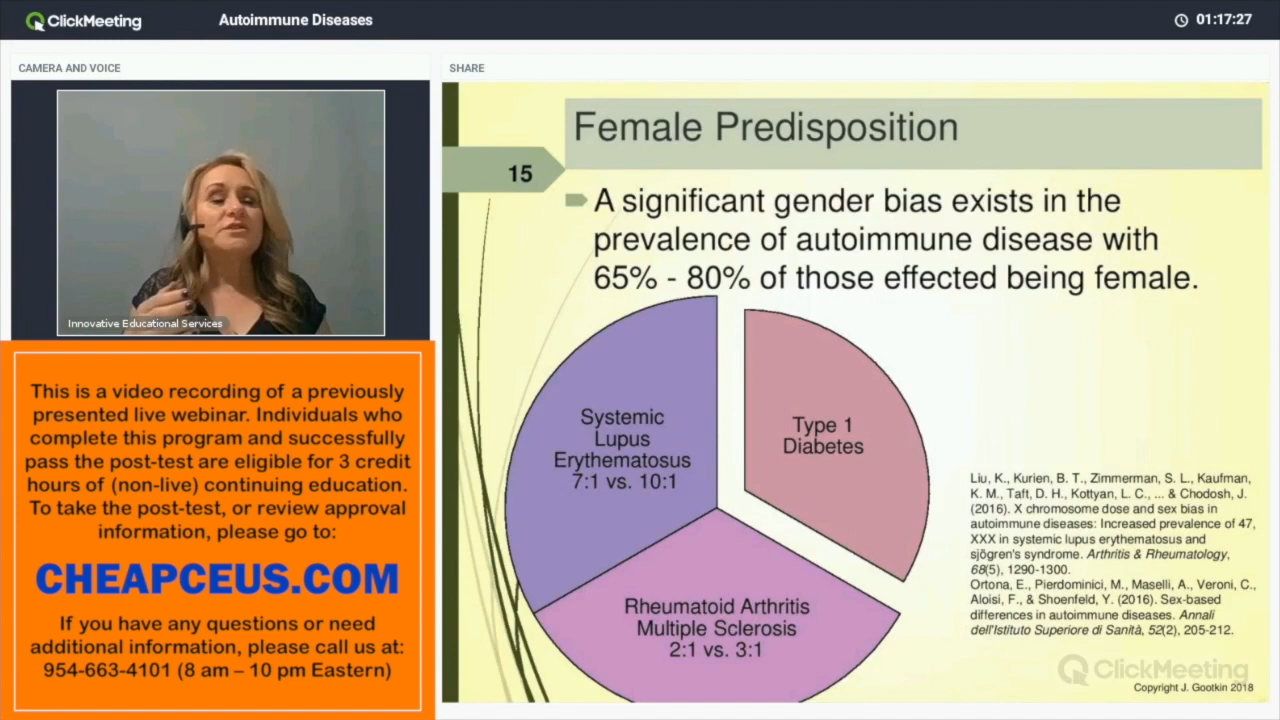 ClickMeeting
Autoimmune Diseases
01:17:27
CAMERA AND VOICE
SHARE
Innovative Educational Services
This is a video recording of a previously
presented live webinar. Individuals who
complete this program and successfully
pass the post-test are eligible for 3 credit
hours of (non-live) continuing education.
To take the post-test, or review approval
information, please go to:
CHEAPCEUS.COM
If you have any questions or need
additional information, please call us at:
954-663-4101 (8 am – 10 pm Eastern)
Female Predisposition
15
A significant gender bias exists in the
prevalence of autoimmune disease with
65% - 80% of those effected being female.
Systemic
Lupus
Erythematosus
7:1 vs. 10:1
Type 1
Diabetes
Rheumatoid Arthritis
Multiple Sclerosis
2:1 vs. 3:1
Liu, K., Kurien, B. T., Zimmerman, S. L., Kaufman,
K. M., Taft, D. H., Kottyan, L. C., ... & Chodosh, J.
(2016). X chromosome dose and sex bias in
autoimmune diseases: Increased prevalence of 47,
XXX in systemic lupus erythematosus and
sjögren's syndrome. Arthritis & Rheumatology,
68(5), 1290-1300.
Ortona, E., Pierdominici, M., Maselli, A., Veroni, C.,
Aloisi, F., & Shoenfeld, Y. (2016). Sex-based
differences in autoimmune diseases. Annali
dell'Istituto Superiore di Sanità, 52(2), 205-212.
ClickMeeting
Copyright J. Gootkin 2018